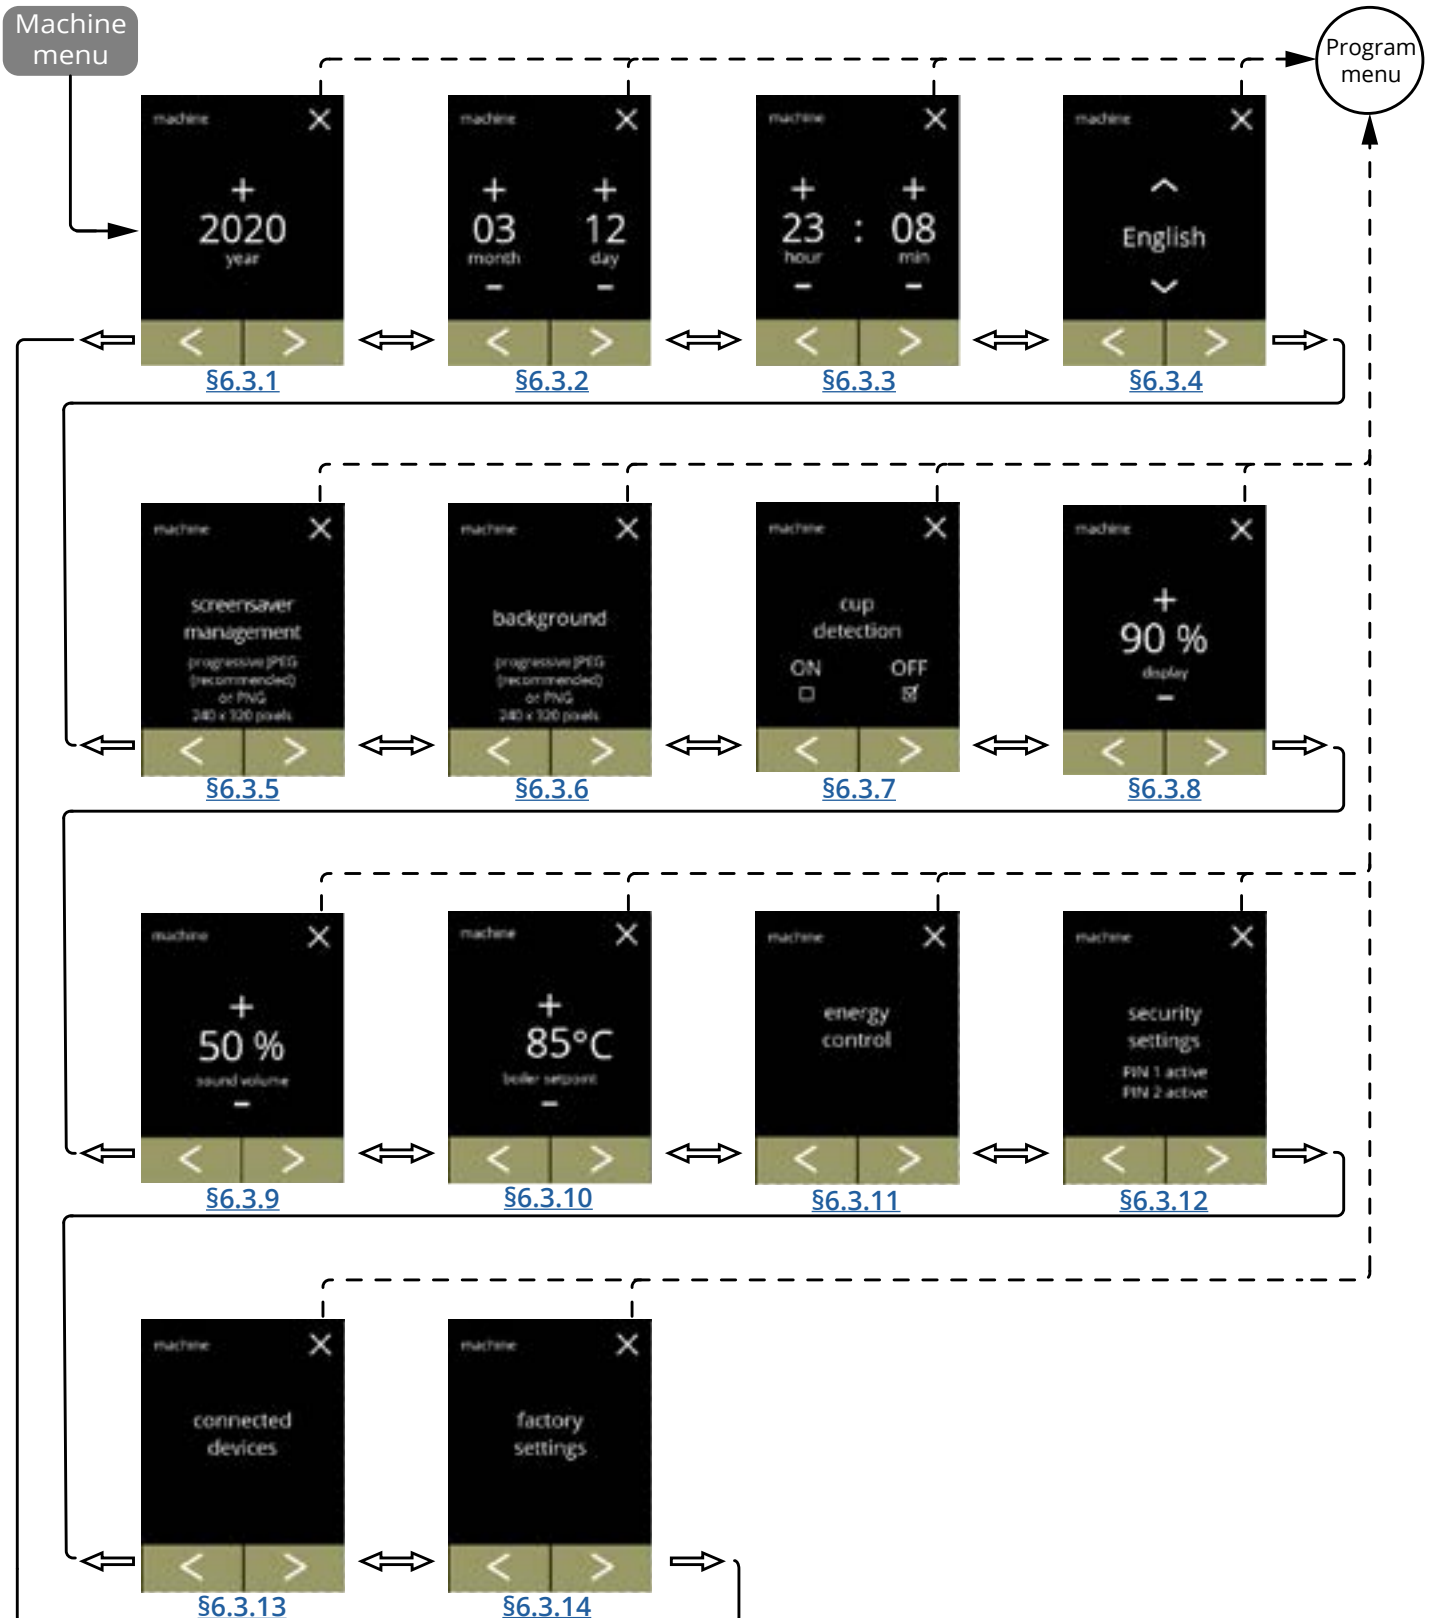 Machine
menu
Program
menu
machine
+
2020
year
< >
§6.3.1
machine
+ +
03 12
month day
- -
< >
§6.3.2
machine
+ +
23 : 08
hour min
- -
< >
§6.3.3
machine
English
< >
§6.3.4
machine
screensaver
management
progressive JPEG
(recommended)
or PNG
240 x 320 pixels
< >
§6.3.5
machine
background
progressive JPEG
(recommended)
or PNG
240 x 320 pixels
< >
§6.3.6
machine
cup
detection
ON OFF
< >
§6.3.7
machine
+
90 %
display
-
< >
§6.3.8
machine
+
50 %
sound volume
-
< >
§6.3.9
machine
+
85°C
boiler setpoint
-
< >
§6.3.10
machine
energy
control
< >
§6.3.11
machine
security
settings
PIN 1 active
PIN 2 active
< >
§6.3.12
machine
connected
devices
< >
§6.3.13
machine
factory
settings
< >
§6.3.14